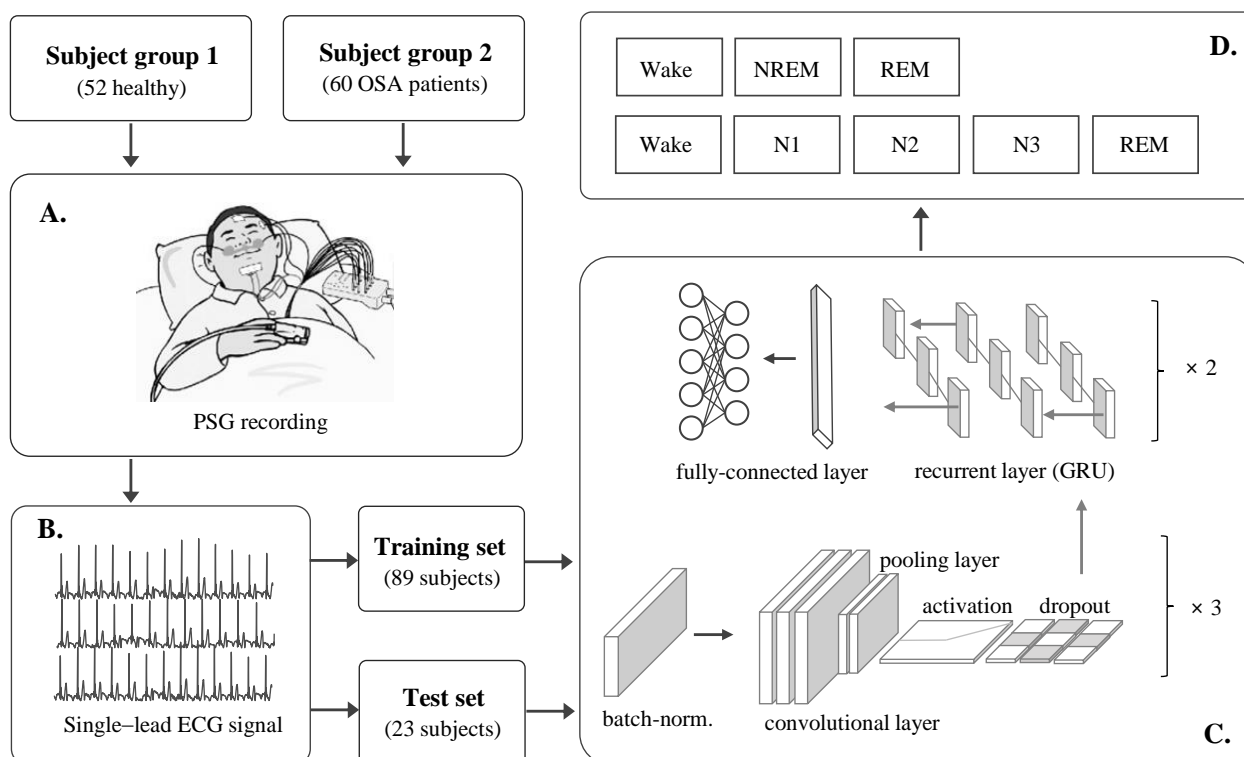 Subject group 1
(52 healthy)
Subject group 2
(60 OSA patients)
A.
PSG recording
B.
Single−lead ECG signal
Training set
(89 subjects)
Test set
(23 subjects)
D.
Wake
NREM
REM
Wake
N1
N2
N3
REM
fully-connected layer
recurrent layer (GRU)
× 2
pooling layer
activation
dropout
× 3
batch-norm.
convolutional layer
C.